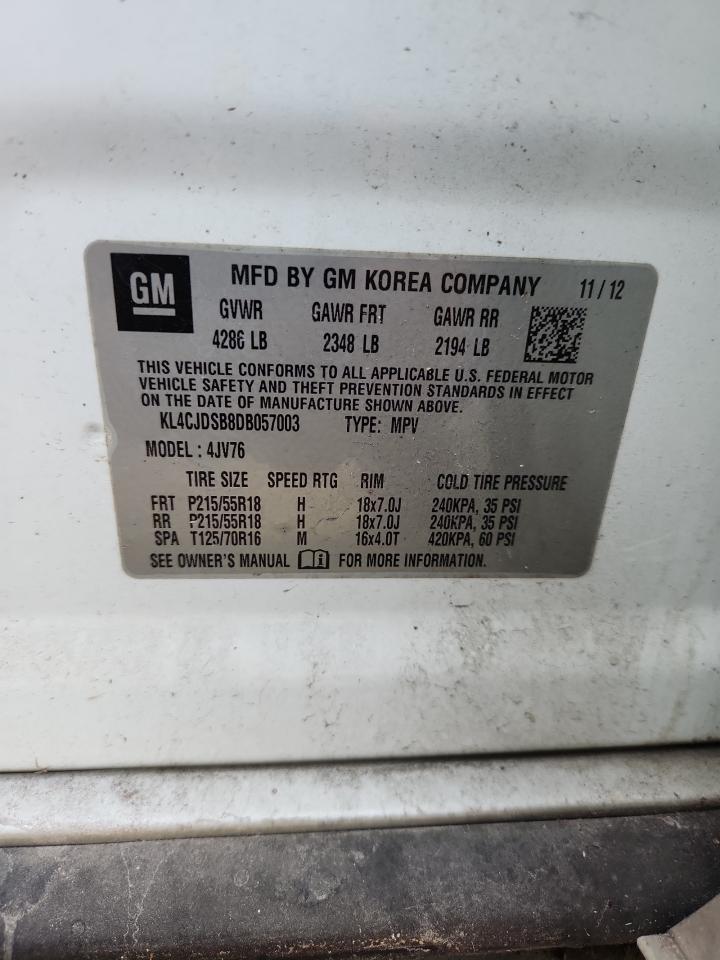 GM MFD BY GM KOREA COMPANY 11/12
GVWR GAWR FRT GAWR RR
4286 LB 2348 LB 2194 LB
THIS VEHICLE CONFORMS TO ALL APPLICABLE U.S. FEDERAL MOTOR
VEHICLE SAFETY AND THEFT PREVENTION STANDARDS IN EFFECT
ON THE DATE OF MANUFACTURE SHOWN ABOVE.
KL4CJDSB8DB057003 TYPE: MPV
MODEL : 4JV76
TIRE SIZE SPEED RTG RIM COLD TIRE PRESSURE
FRT P215/55R18 H 18x7.0J 240KPA, 35 PSI
RR P215/55R18 H 18x7.0J 240KPA, 35 PSI
SPA T125/70R16 M 16x4.0T 420KPA, 60 PSI
SEE OWNER'S MANUAL FOR MORE INFORMATION.